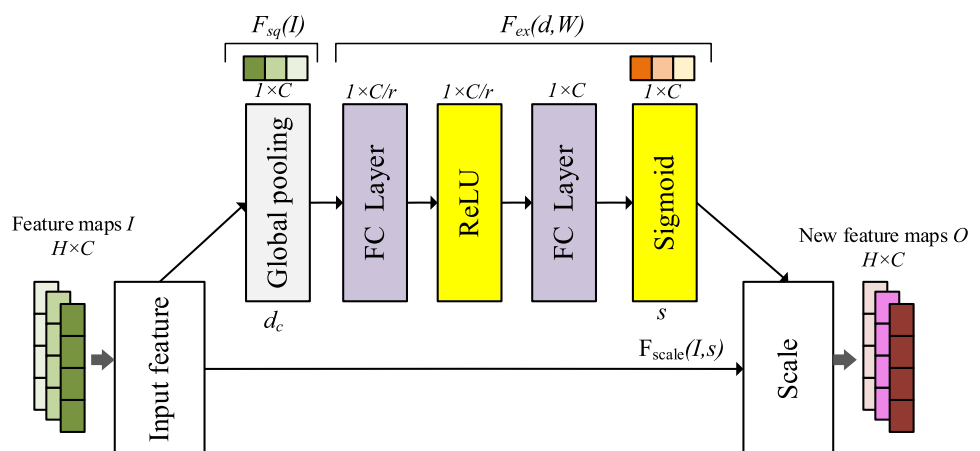 F_sq(I)
F_ex(d,W)
1×C
1×C/r
1×C/r
1×C
1×C
Global pooling
FC Layer
ReLU
FC Layer
Sigmoid
Feature maps I
H×C
New feature maps O
H×C
d_c
s
Input feature
F_scale(I,s)
Scale